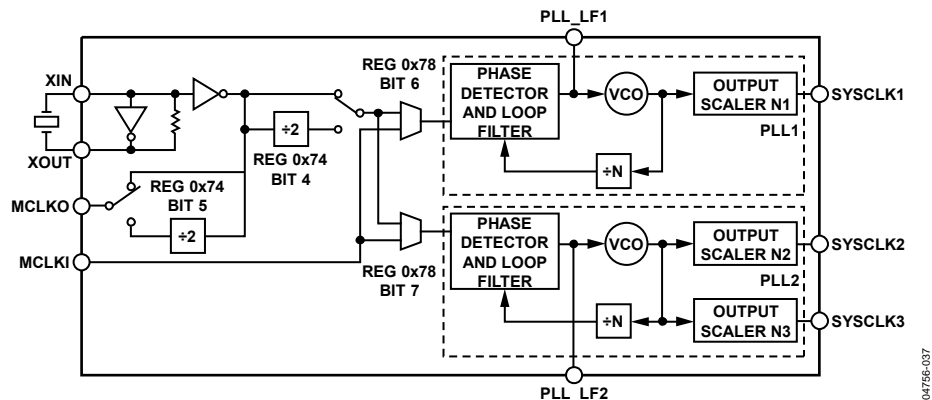 PLL_LF1
XIN
XOUT
MCLKO
MCLKI
REG 0x78
BIT 6
÷2
REG 0x74
BIT 4
REG 0x74
BIT 5
÷2
REG 0x78
BIT 7
PHASE
DETECTOR
AND LOOP
FILTER
VCO
OUTPUT
SCALER N1
PLL1
÷N
SYSCLK1
PHASE
DETECTOR
AND LOOP
FILTER
VCO
OUTPUT
SCALER N2
PLL2
÷N
OUTPUT
SCALER N3
SYSCLK2
SYSCLK3
PLL_LF2
04756-037